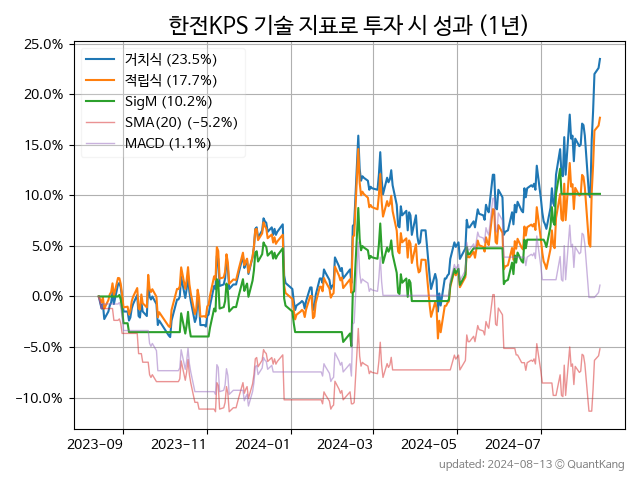 한전KPS 기술 지표로 투자 시 성과 (1년)
25.0%
20.0%
15.0%
10.0%
5.0%
0.0%
−5.0%
−10.0%
거치식 (23.5%)
적립식 (17.7%)
SigM (10.2%)
SMA(20) (−5.2%)
MACD (1.1%)
2023-09 2023-11 2024-01 2024-03 2024-05 2024-07
updated: 2024-08-13 © QuantKang